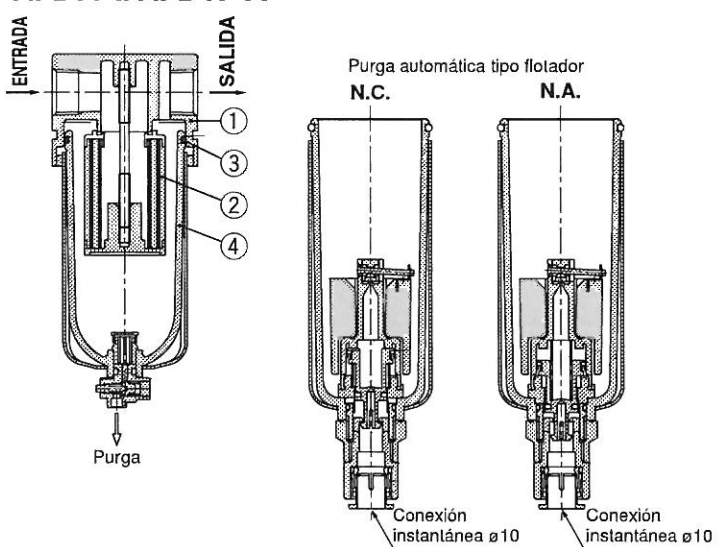 ENTRADA
SALIDA
Purga automática tipo flotador
N.C.
N.A.
1
3
2
4
Purga
Conexión
instantánea ø10
Conexión
instantánea ø10